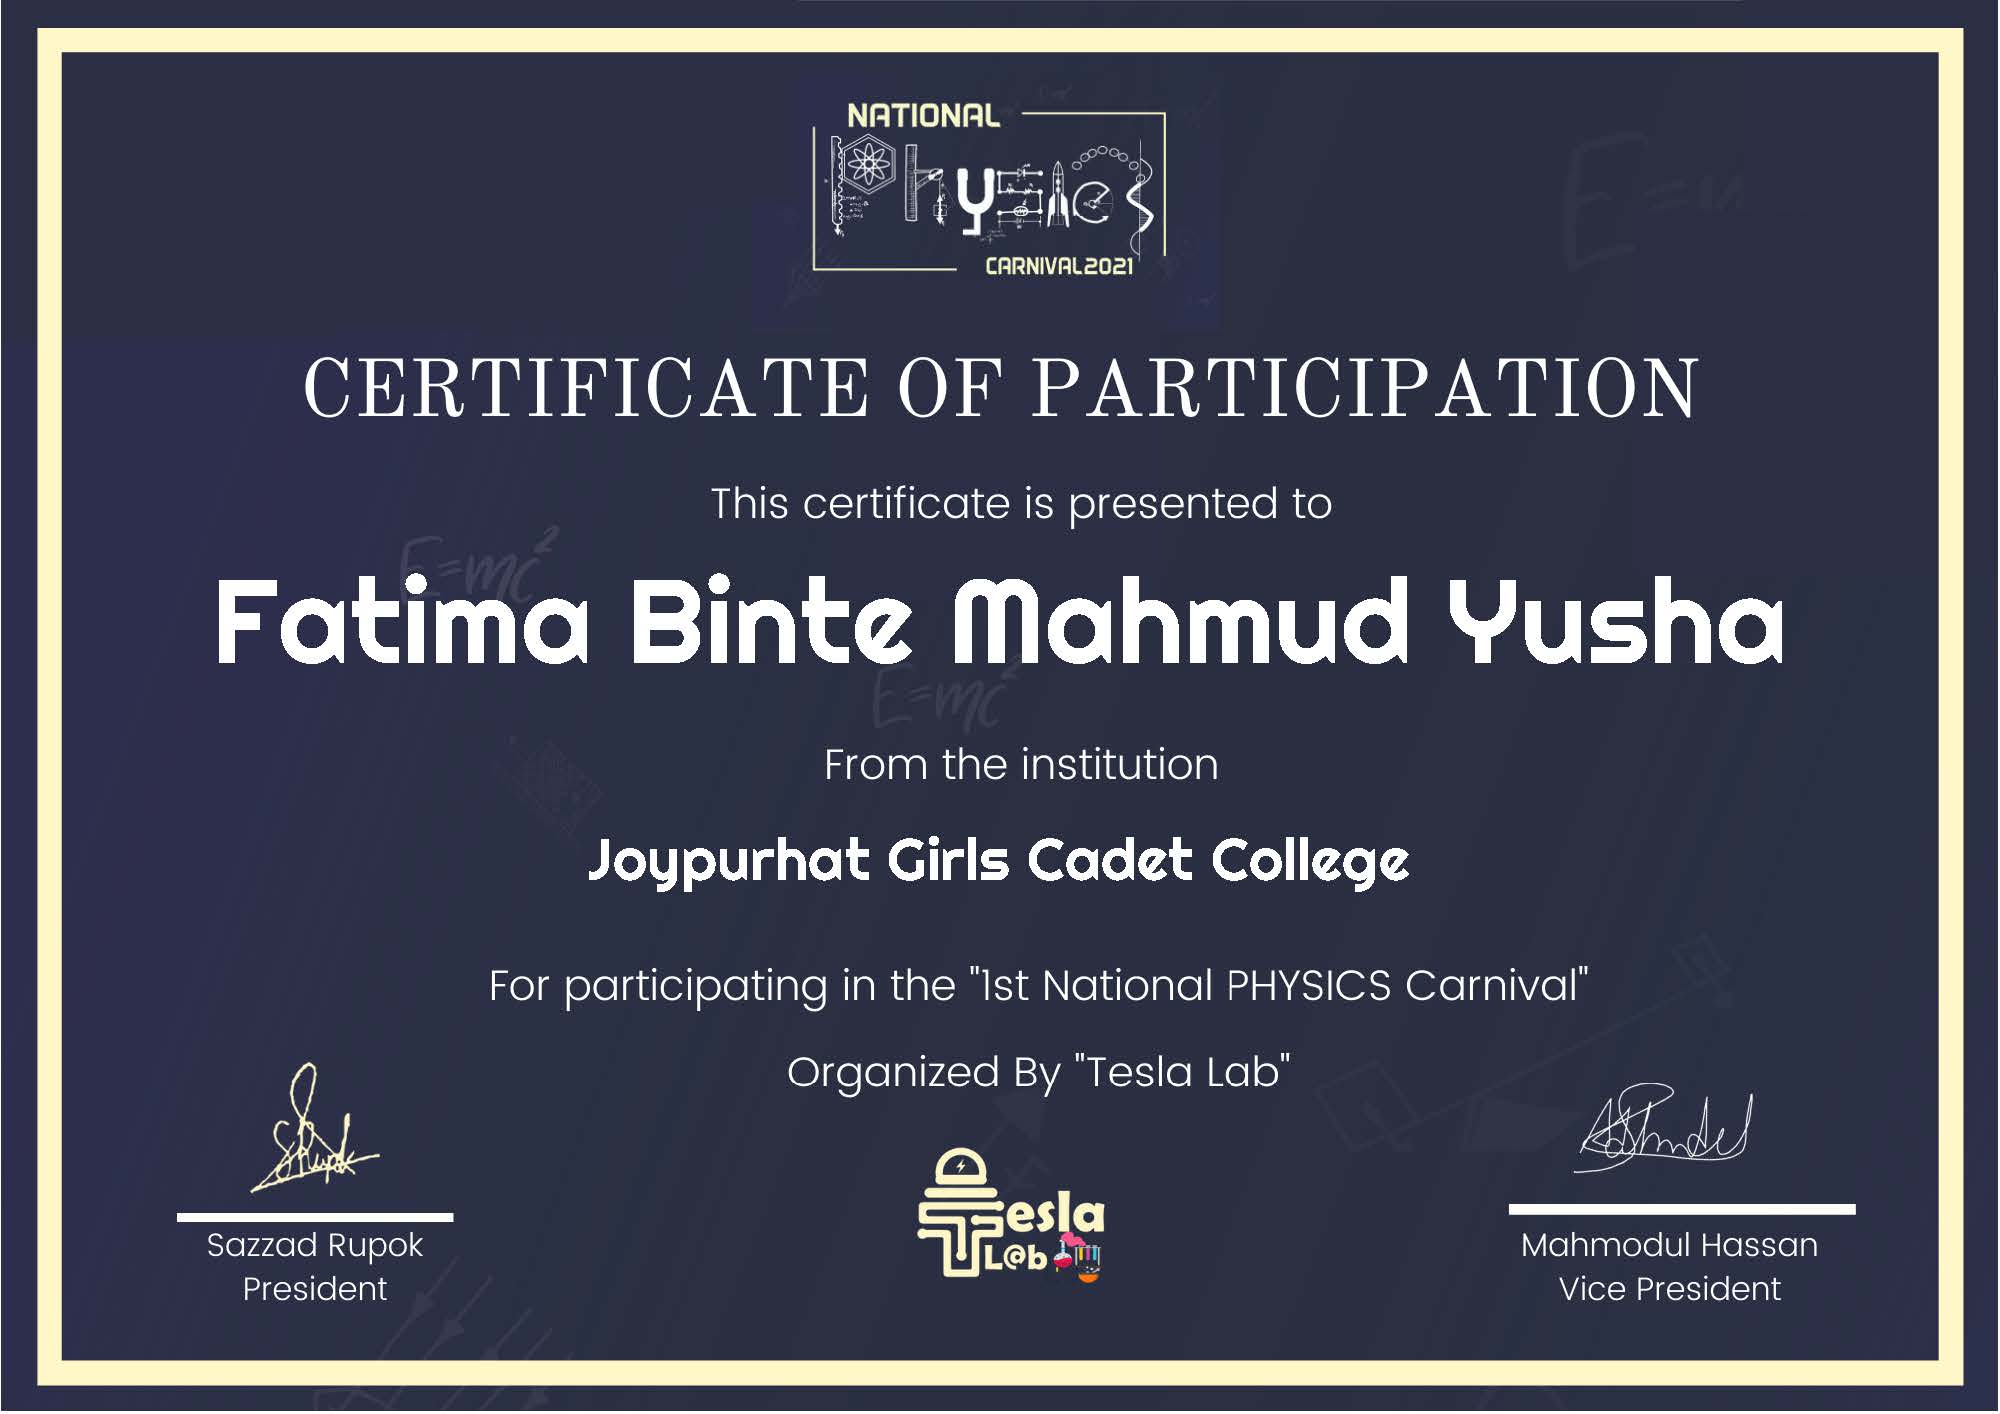 NATIONAL
PHYSICS
CARNIVAL2021
CERTIFICATE OF PARTICIPATION
This certificate is presented to
E=mc²
Fatima Binte Mahmud Yusha
E=mc²
From the institution
Joypurhat Girls Cadet College
For participating in the "1st National PHYSICS Carnival"
Organized By "Tesla Lab"
Tesla
L@b
Sazzad Rupok
President
Mahmodul Hassan
Vice President